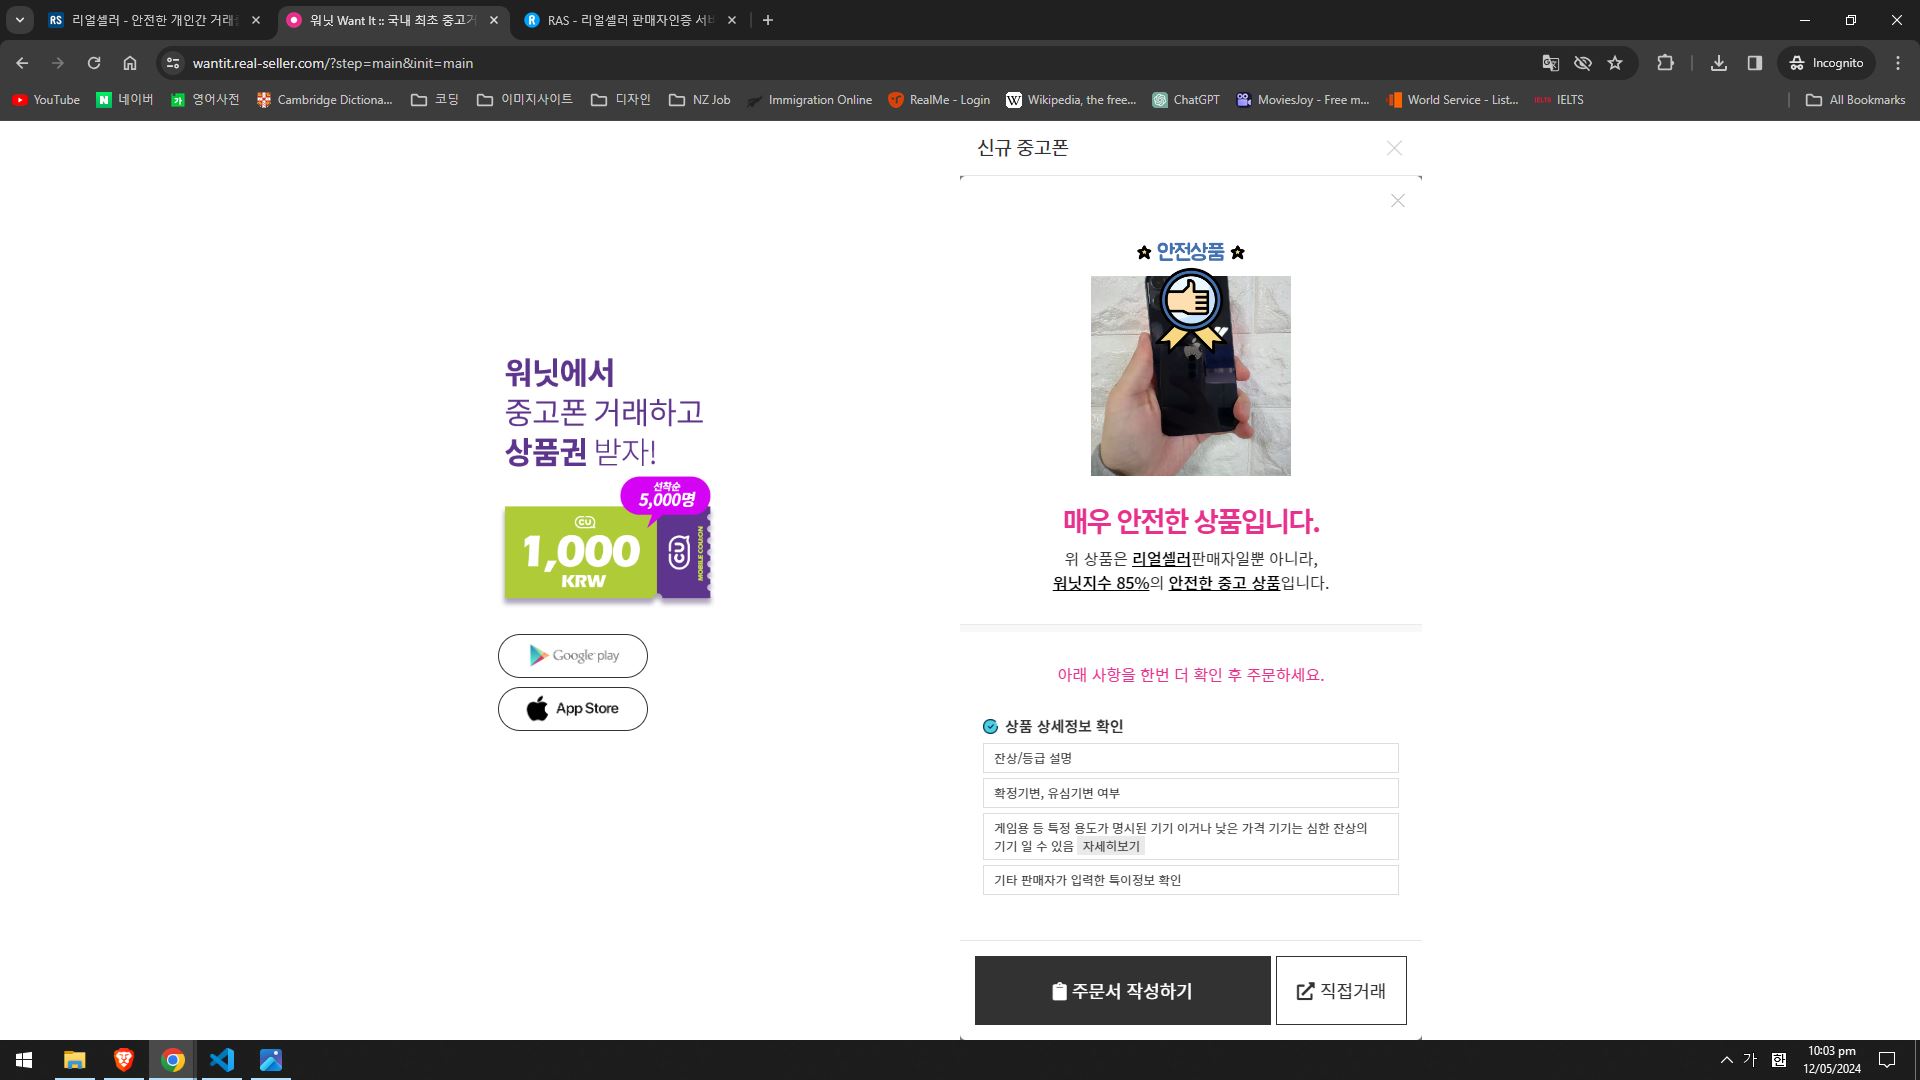 리얼셀러 - 안전한 개인간 거래
워닛 Want It :: 국내 최초 중고거
RAS - 리얼셀러 판매자인증 서비
wantit.real-seller.com/?step=main&init=main
Incognito
YouTube
네이버
영어사전
Cambridge Dictiona...
코딩
이미지사이트
디자인
NZ Job
Immigration Online
RealMe - Login
Wikipedia, the free...
ChatGPT
MoviesJoy - Free m...
World Service - List...
IELTS
All Bookmarks
워닛에서
중고폰 거래하고
상품권 받자!
선착순
5,000명
CU
1,000
KRW
CU
MOBILE COUPON
Google play
App Store
신규 중고폰
안전상품
매우 안전한 상품입니다.
위 상품은 리얼셀러판매자일뿐 아니라,
워닛지수 85%의 안전한 중고 상품입니다.
아래 사항을 한번 더 확인 후 주문하세요.
상품 상세정보 확인
잔상/등급 설명
확정기변, 유심기변 여부
게임용 등 특정 용도가 명시된 기기 이거나 낮은 가격 기기는 심한 잔상의
기기 일 수 있음 자세히보기
기타 판매자가 입력한 특이정보 확인
주문서 작성하기
직접거래
가
한
10:03 pm
12/05/2024